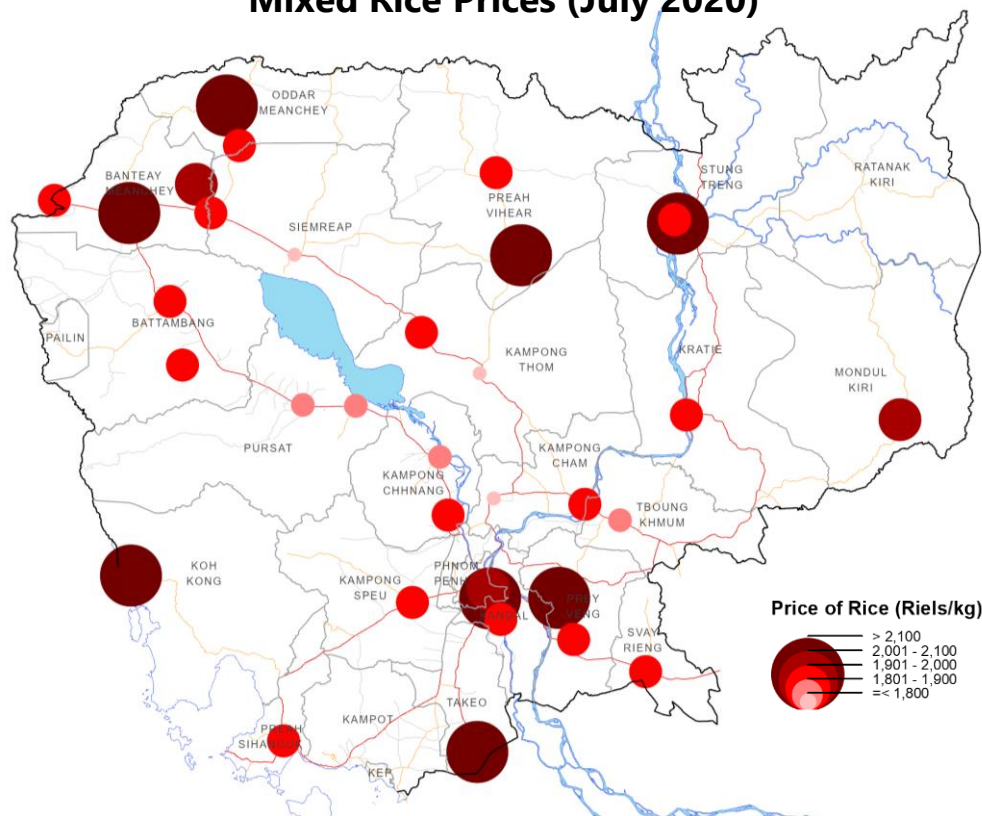 Mixed Rice Prices (July 2020)
ODDAR
MEANCHEY
BANTEAY
MEANCHEY
PREAH
VIHEAR
STUNG
TRENG
RATANAK
KIRI
SIEMREAP
BATTAMBANG
PAILIN
KAMPONG
THOM
KRATIE
MONDUL
KIRI
PURSAT
KAMPONG
CHHNANG
KAMPONG
CHAM
TBOUNG
KHMUM
KOH
KONG
KAMPONG
SPEU
PHNOM
PENH
KANDAL
PREY
VENG
SVAY
RIENG
TAKEO
KAMPOT
PREAH
SIHANOUK
KEP
Price of Rice (Riels/kg)
> 2,100
2,001 - 2,100
1,901 - 2,000
1,801 - 1,900
=< 1,800